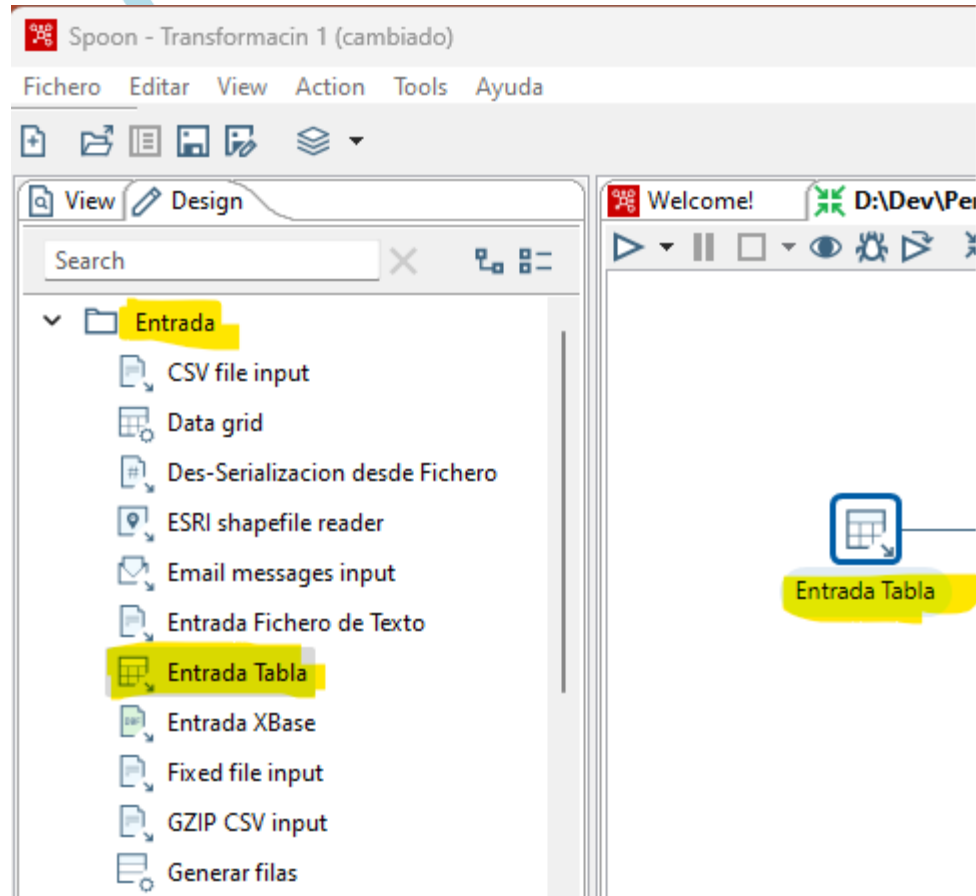 Spoon - Transformacin 1 (cambiado)
Fichero Editar View Action Tools Ayuda
View Design
Welcome! D:\Dev\Per
Search
Entrada
CSV file input
Data grid
Des-Serializacion desde Fichero
ESRI shapefile reader
Email messages input
Entrada Fichero de Texto
Entrada Tabla
Entrada XBase
Fixed file input
GZIP CSV input
Generar filas
Entrada Tabla